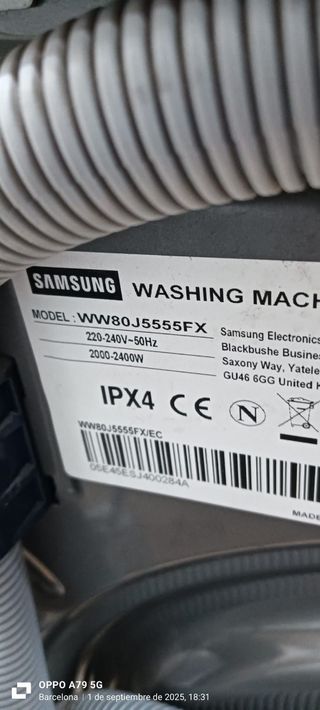 SAMSUNG WASHING MACH
MODEL : WW80J5555FX
220-240V~50Hz
2000-2400W
Samsung Electronics
Blackbushe Busines
Saxony Way, Yatele
GU46 6GG United K
IPX4 CE N
WW80J5555FX/EC
05E45ESJ400284A
MADE
OPPO A79 5G
Barcelona | 1 de septiembre de 2025, 18:31